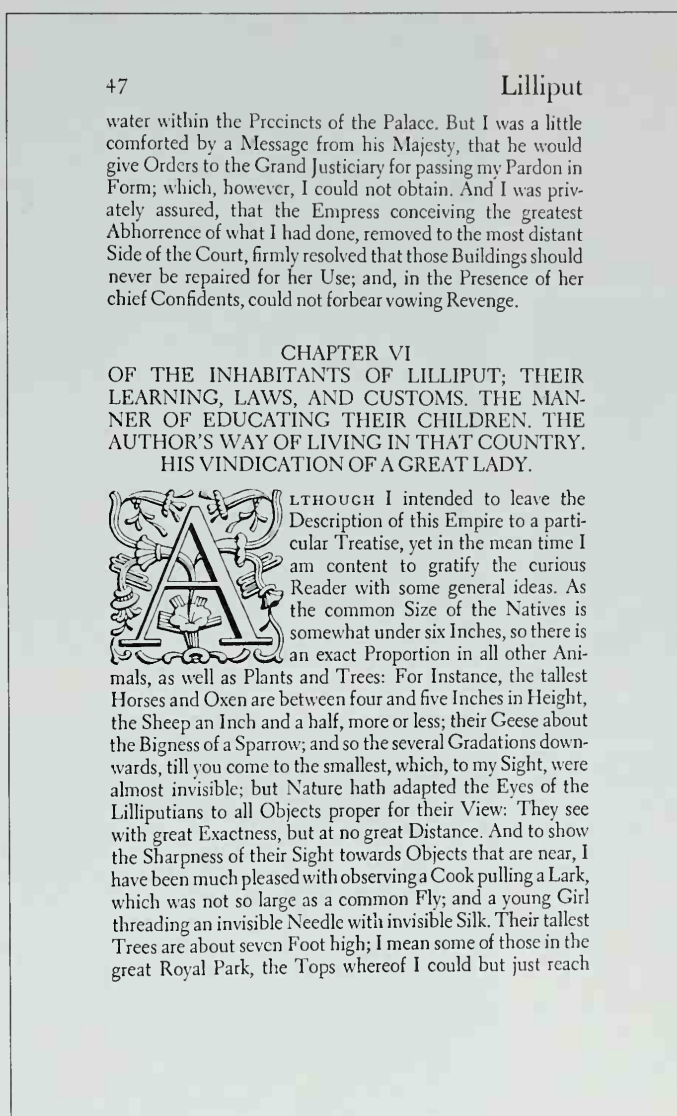 47 Lilliput
water within the Precincts of the Palace. But I was a little
comforted by a Message from his Majesty, that he would
give Orders to the Grand Justiciary for passing my Pardon in
Form; which, however, I could not obtain. And I was priv-
ately assured, that the Empress conceiving the greatest
Abhorrence of what I had done, removed to the most distant
Side of the Court, firmly resolved that those Buildings should
never be repaired for her Use; and, in the Presence of her
chief Confidents, could not forbear vowing Revenge.
CHAPTER VI
OF THE INHABITANTS OF LILLIPUT; THEIR
LEARNING, LAWS, AND CUSTOMS. THE MAN-
NER OF EDUCATING THEIR CHILDREN. THE
AUTHOR'S WAY OF LIVING IN THAT COUNTRY.
HIS VINDICATION OF A GREAT LADY.
ALTHOUGH I intended to leave the
Description of this Empire to a parti-
cular Treatise, yet in the mean time I
am content to gratify the curious
Reader with some general ideas. As
the common Size of the Natives is
somewhat under six Inches, so there is
an exact Proportion in all other Ani-
mals, as well as Plants and Trees: For Instance, the tallest
Horses and Oxen are between four and five Inches in Height,
the Sheep an Inch and a half, more or less; their Geese about
the Bigness of a Sparrow; and so the several Gradations down-
wards, till you come to the smallest, which, to my Sight, were
almost invisible; but Nature hath adapted the Eyes of the
Lilliputians to all Objects proper for their View: They see
with great Exactness, but at no great Distance. And to show
the Sharpness of their Sight towards Objects that are near, I
have been much pleased with observing a Cook pulling a Lark,
which was not so large as a common Fly; and a young Girl
threading an invisible Needle with invisible Silk. Their tallest
Trees are about seven Foot high; I mean some of those in the
great Royal Park, the Tops whereof I could but just reach